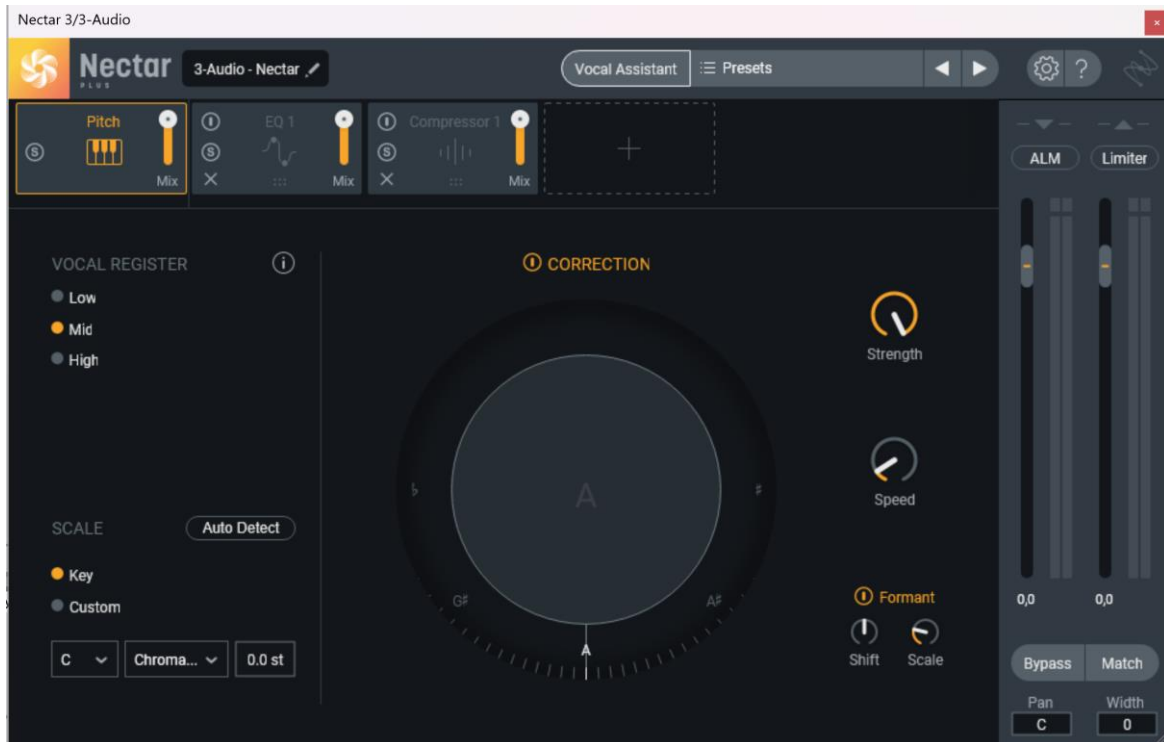 Nectar 3/3-Audio
×
Nectar
PLUS
3-Audio - Nectar
Vocal Assistant
Presets
?
Pitch
S
Mix
EQ 1
S
Mix
Compressor 1
S
Mix
+
ALM
Limiter
VOCAL REGISTER
i
Low
Mid
High
CORRECTION
Strength
Speed
♭
A
♯
G♯
A♯
A
SCALE
Auto Detect
Key
Custom
C
Chroma...
0.0 st
Formant
Shift
Scale
0,0
0,0
Bypass
Match
Pan
Width
C
0